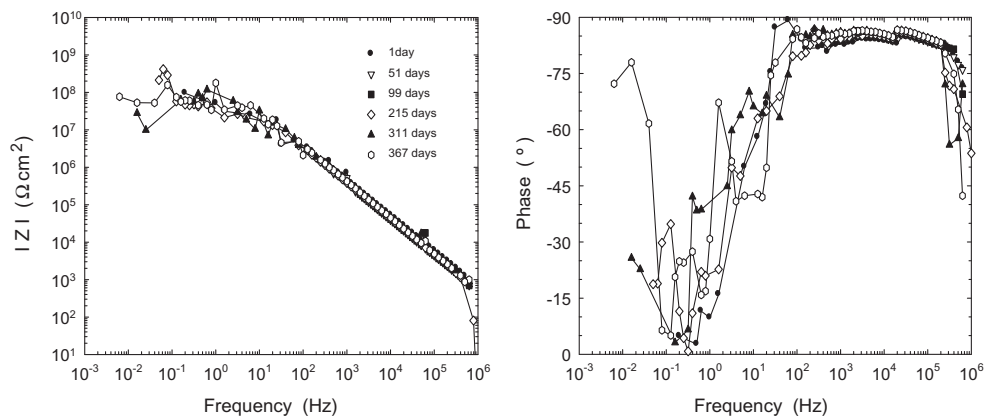 10^10
10^9
10^8
10^7
10^6
10^5
10^4
10^3
10^2
10^1
I Z I (Ω cm^2)
10^-3 10^-2 10^-1 10^0 10^1 10^2 10^3 10^4 10^5 10^6
Frequency (Hz)
1day
51 days
99 days
215 days
311 days
367 days
-90
-75
-60
-45
-30
-15
0
Phase (°)
10^-3 10^-2 10^-1 10^0 10^1 10^2 10^3 10^4 10^5 10^6
Frequency (Hz)